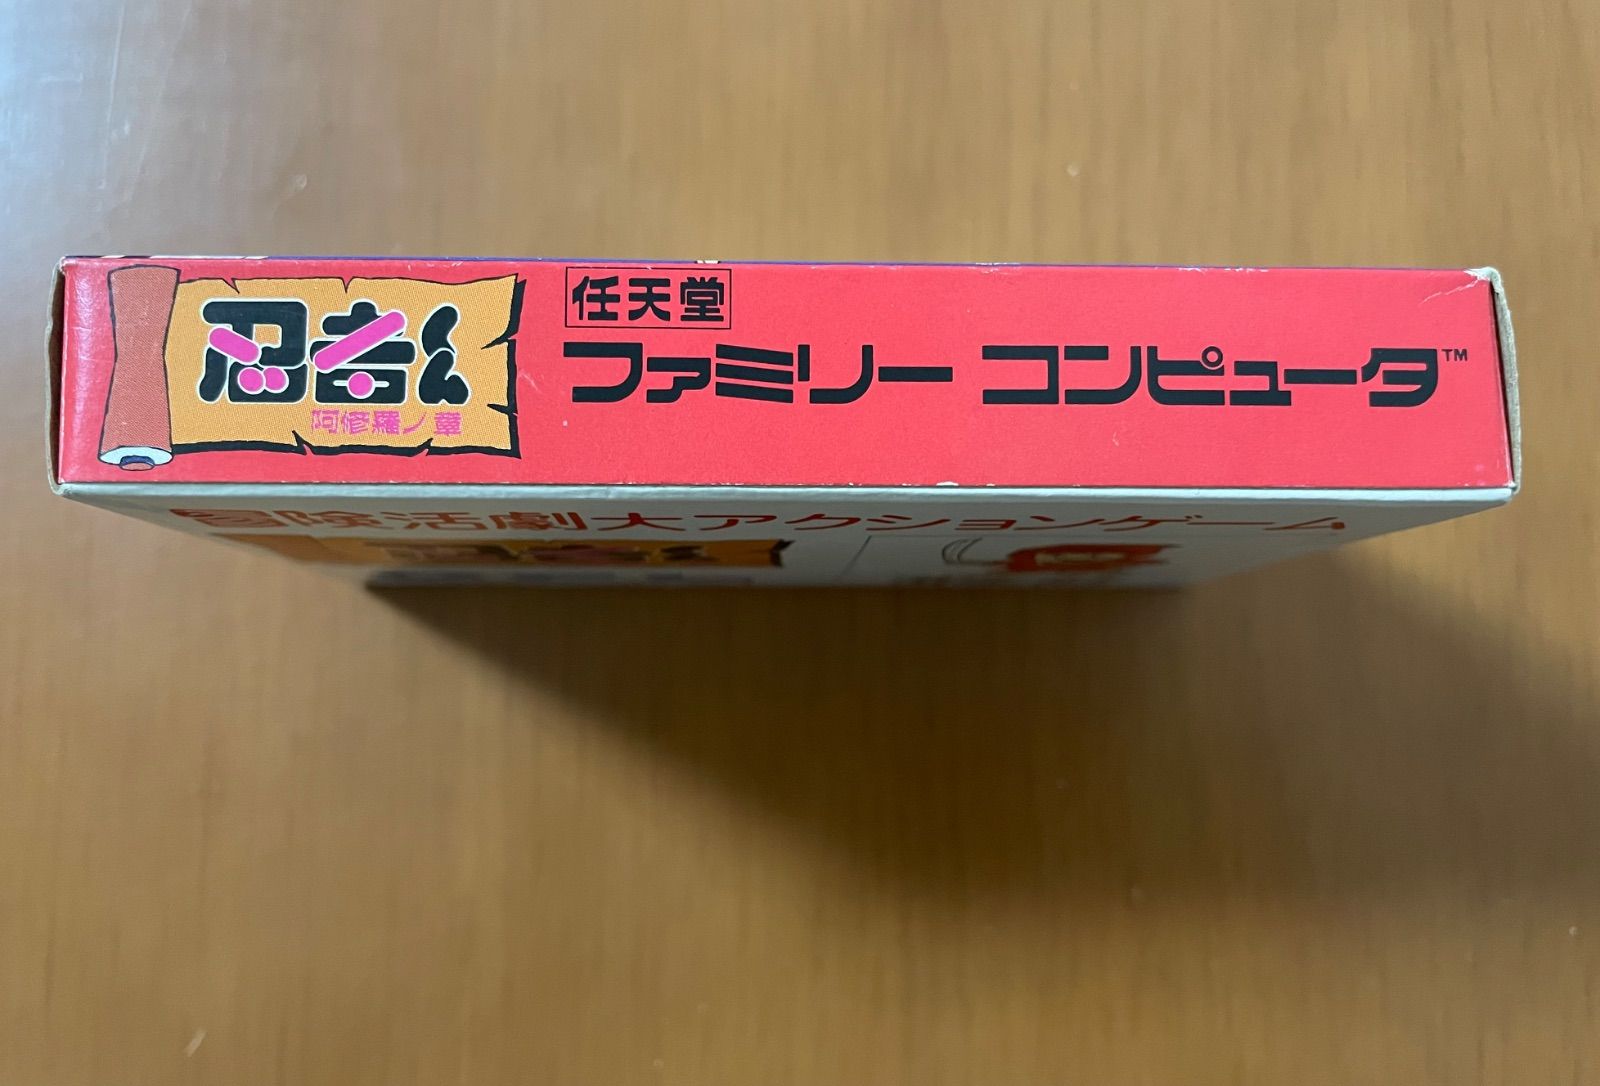 忍者くん
阿修羅ノ章
任天堂
ファミリー コンピュータ™
冒険活劇大アクションゲーム